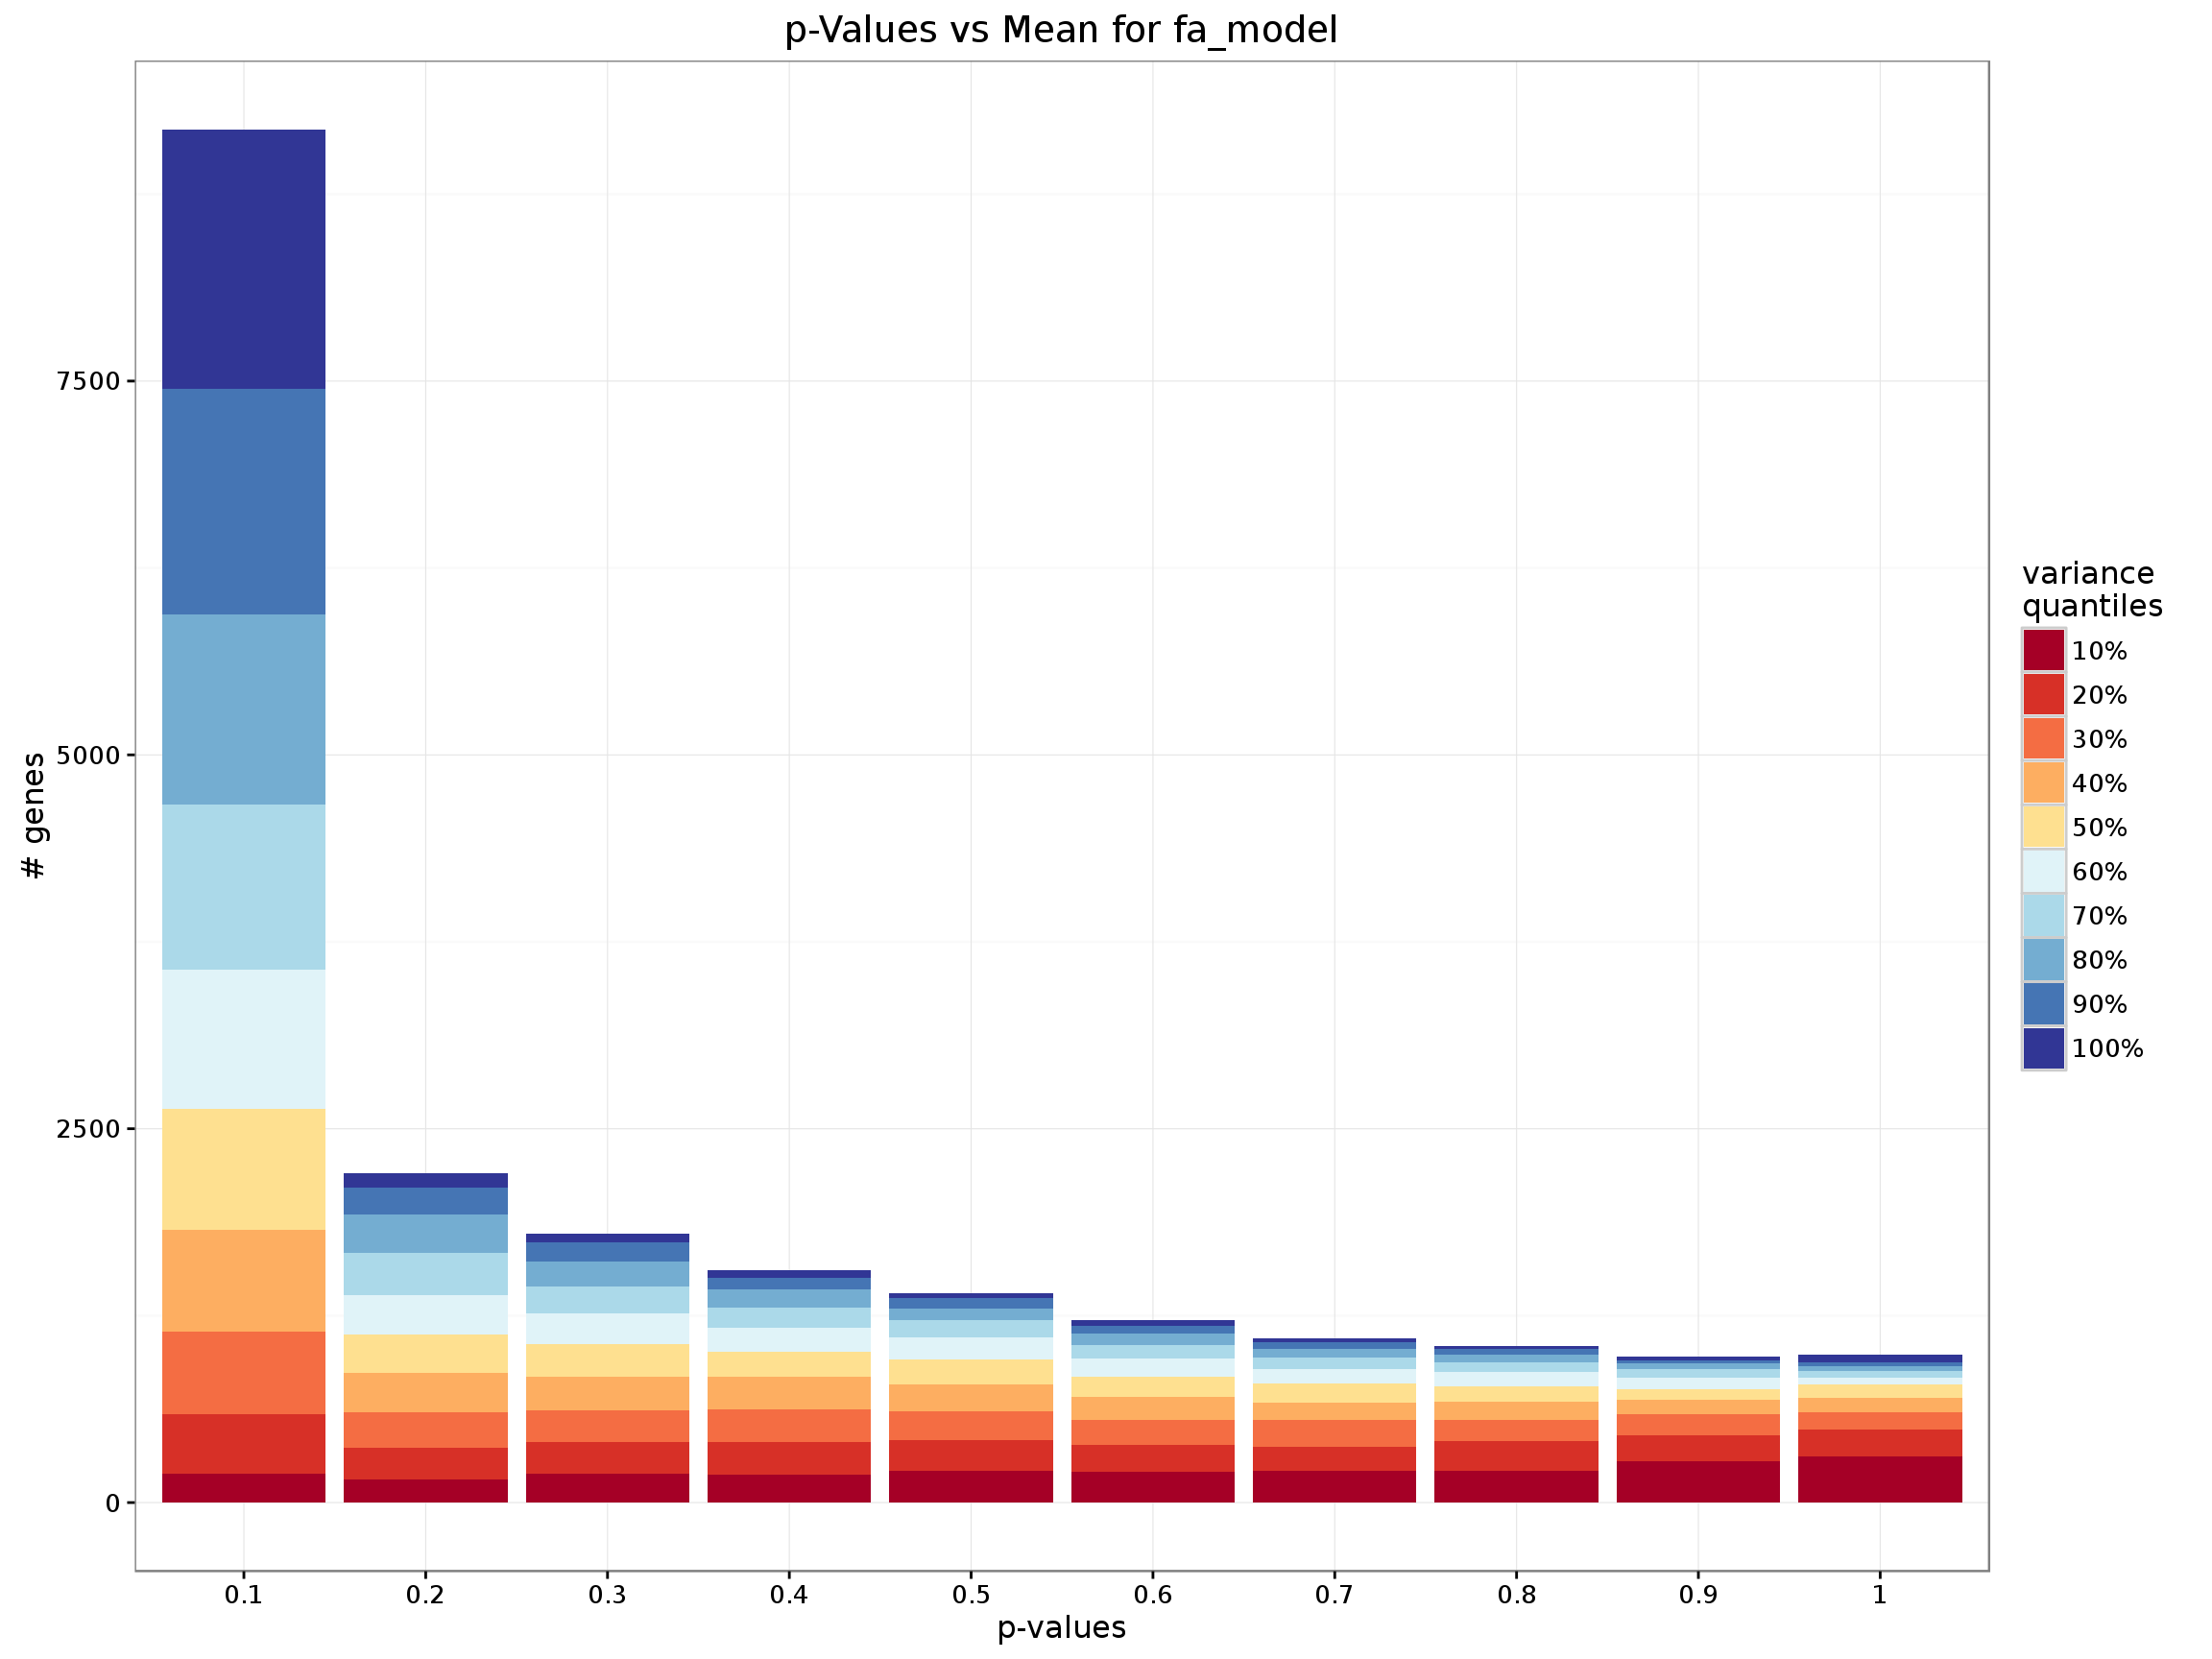 p-Values vs Mean for fa_model
# genes
7500
5000
2500
0
0.1 0.2 0.3 0.4 0.5 0.6 0.7 0.8 0.9 1
p-values
variance
quantiles
10%
20%
30%
40%
50%
60%
70%
80%
90%
100%